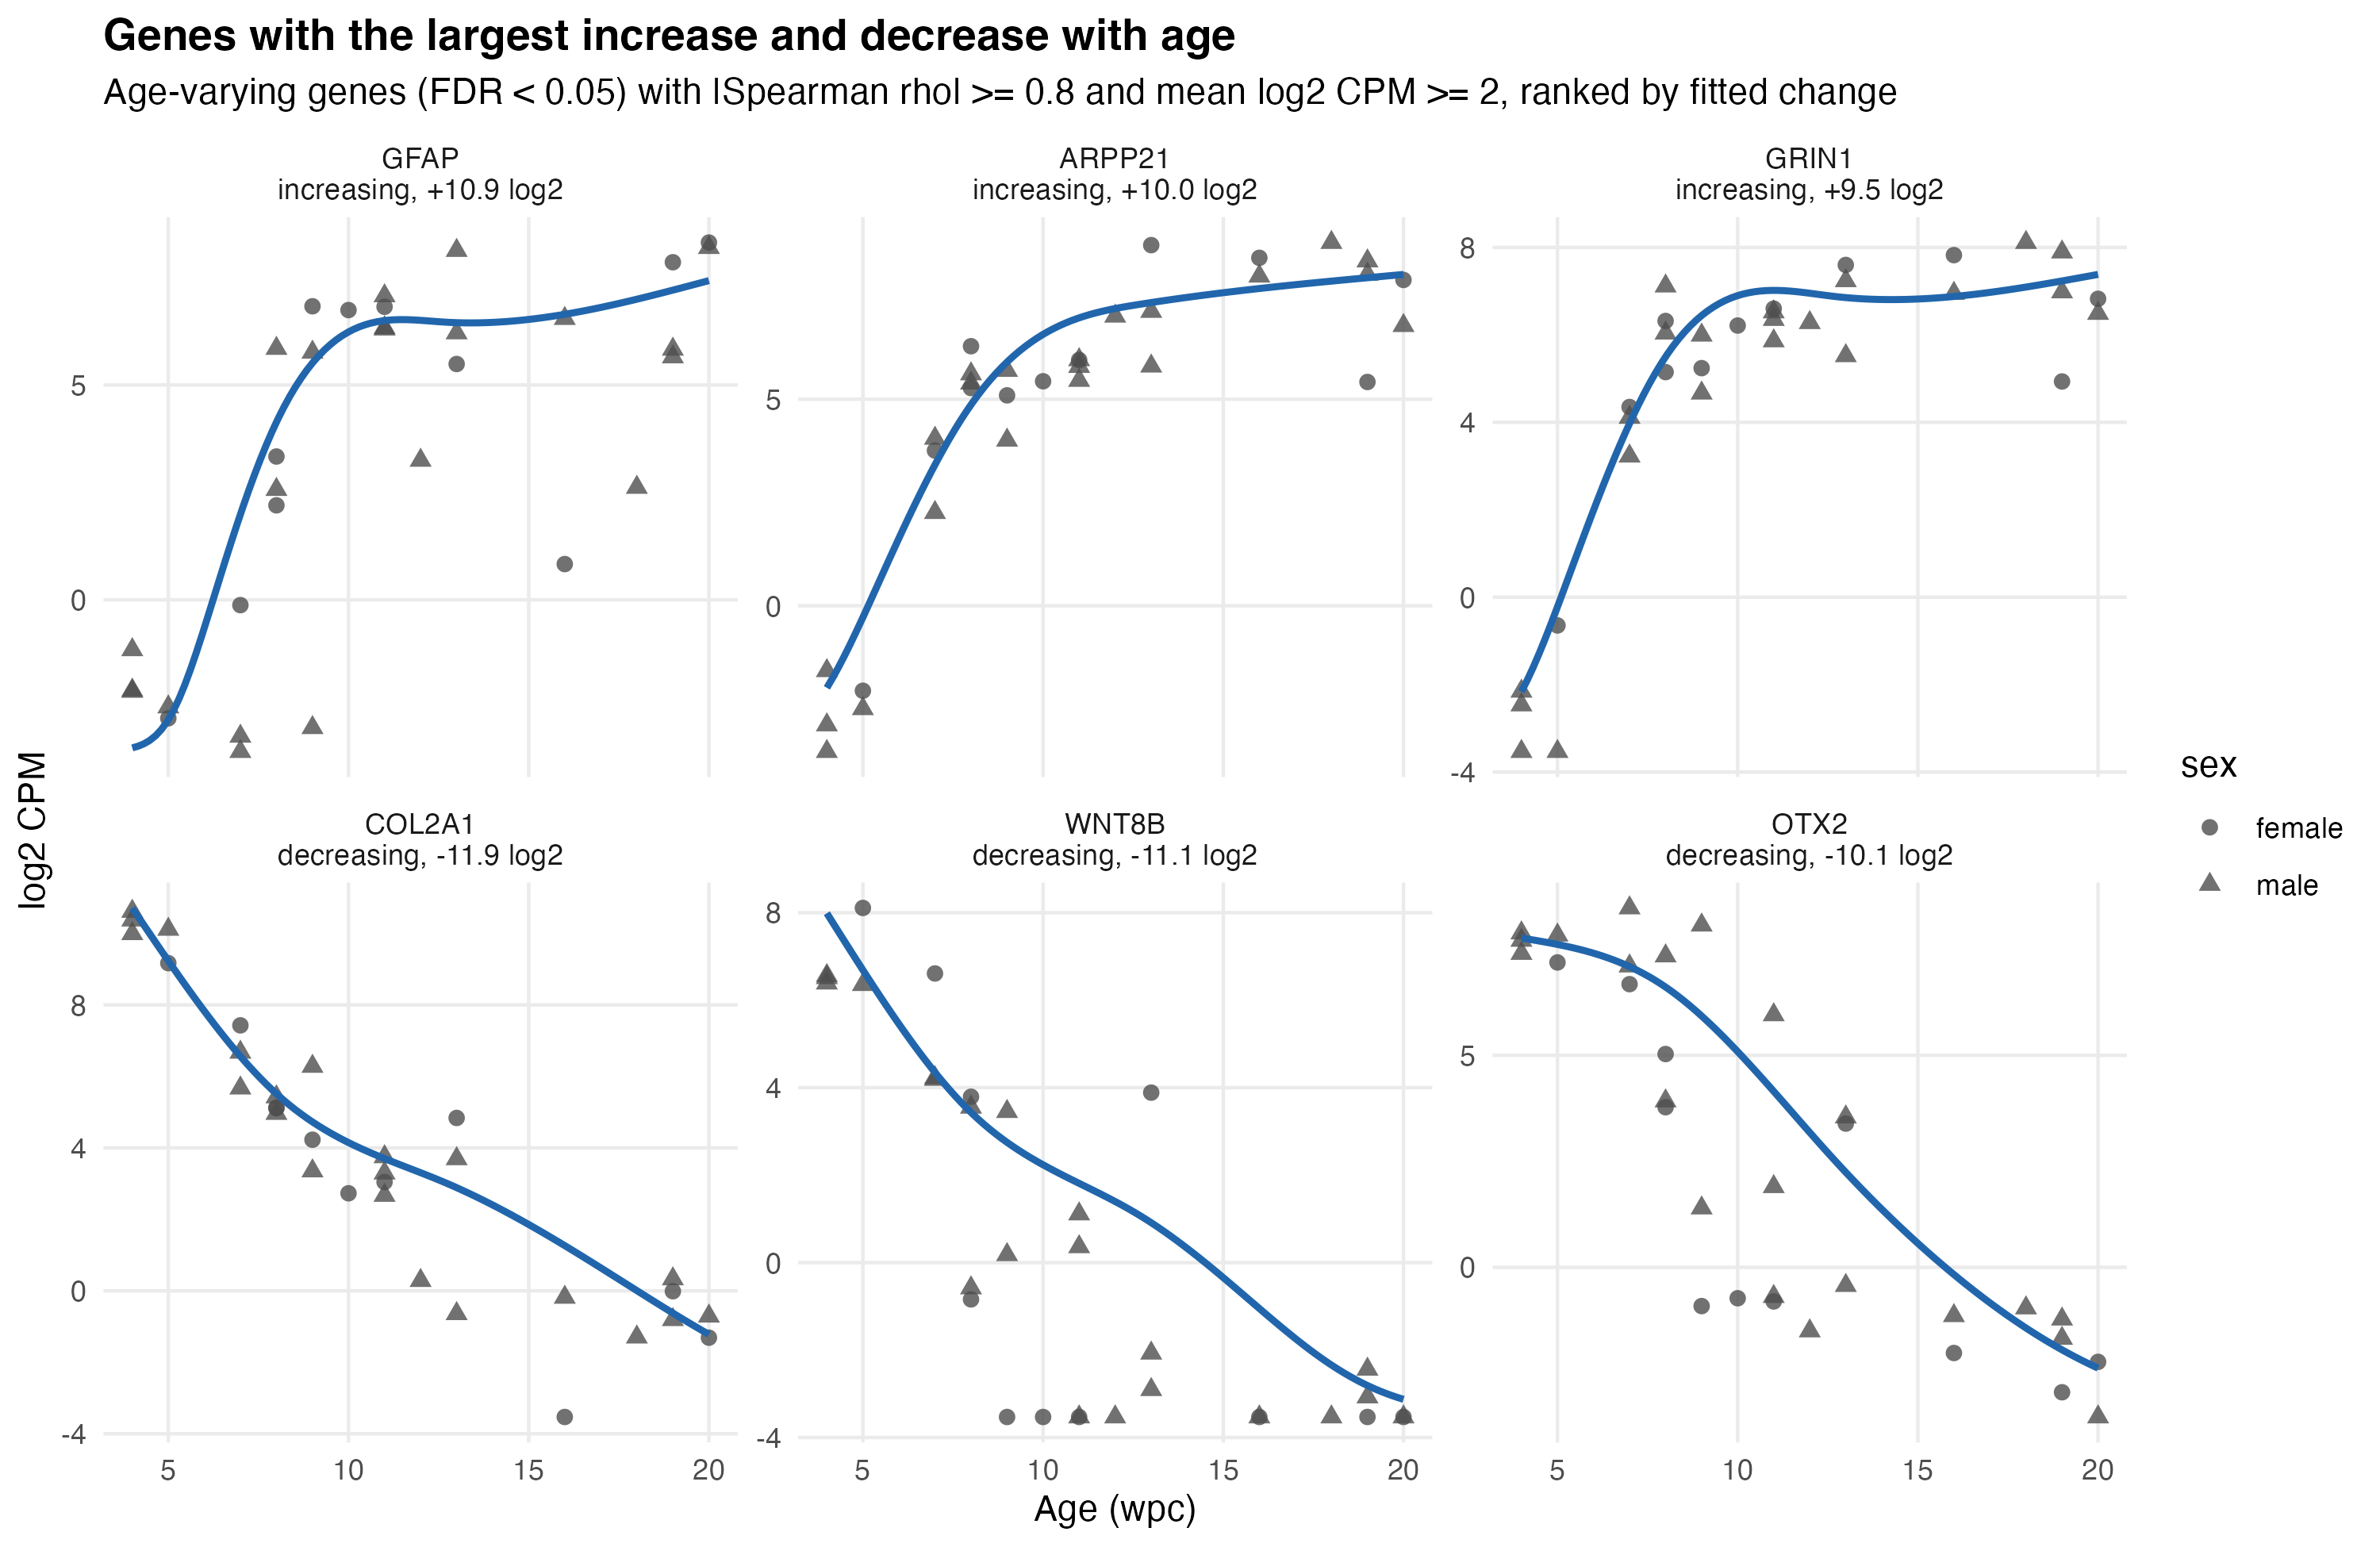 Genes with the largest increase and decrease with age
Age-varying genes (FDR < 0.05) with |Spearman rho| >= 0.8 and mean log2 CPM >= 2, ranked by fitted change
GFAP
increasing, +10.9 log2
ARPP21
increasing, +10.0 log2
GRIN1
increasing, +9.5 log2
5
0
5
0
8
4
0
-4
log2 CPM
COL2A1
decreasing, -11.9 log2
WNT8B
decreasing, -11.1 log2
OTX2
decreasing, -10.1 log2
8
4
0
-4
8
4
0
-4
5
0
5
10
15
20
5
10
15
20
5
10
15
20
Age (wpc)
sex
female
male